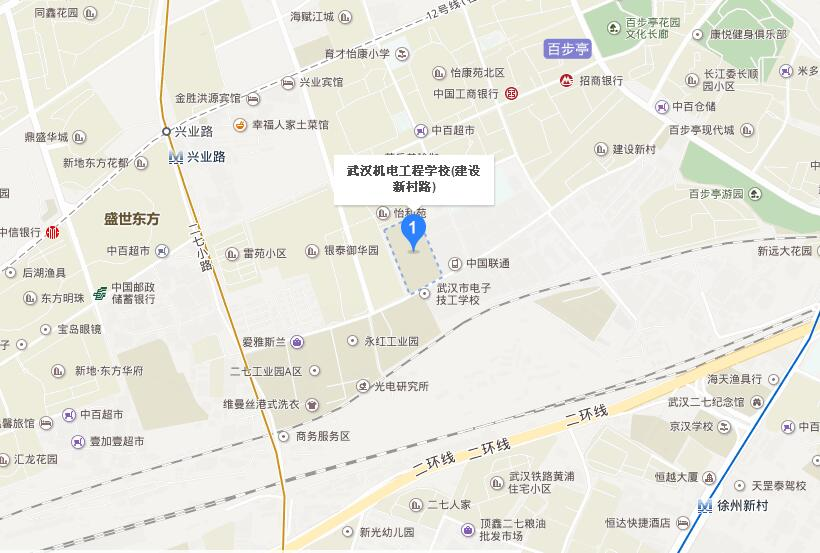 同鑫花园
海赋江城
12号线(
百步亭花园
文化长廊
康悦健身俱乐部
育才怡康小学
百步亭
兴业宾馆
怡康苑北区
招商银行
长江委长顺
园小区
米多
金胜洪源宾馆
中国工商银行
中百仓储
幸福人家土菜馆
中百超市
百步亭现代城
鼎盛华城
兴业路
兴业路
新地东方花都
建设新村
武汉机电工程学校(建设
新村路)
百步亭游园
盛世东方
怡和苑
1
中信银行
二七小路
中百超市
雷苑小区
银泰御华园
新远大花园
后湖渔具
中国联通
中国邮政
储蓄银行
东方明珠
武汉市电子
技工学校
宝岛眼镜
子
爱雅斯兰
永红工业园
新地·东方华府
二七工业园A区
光电研究所
海天渔具行
维曼丝港式洗衣
武汉二七纪念馆
馨旅馆
中百超市
二环线
京汉学校
中百
壹加壹超市
商务服务区
二环线
二环线
汇龙花园
武汉铁路黄浦
住宅小区
恒越大厦
天罡泰驾校
二七人家
徐州新村
新光幼儿园
顶鑫二七粮油
批发市场
恒达快捷酒店